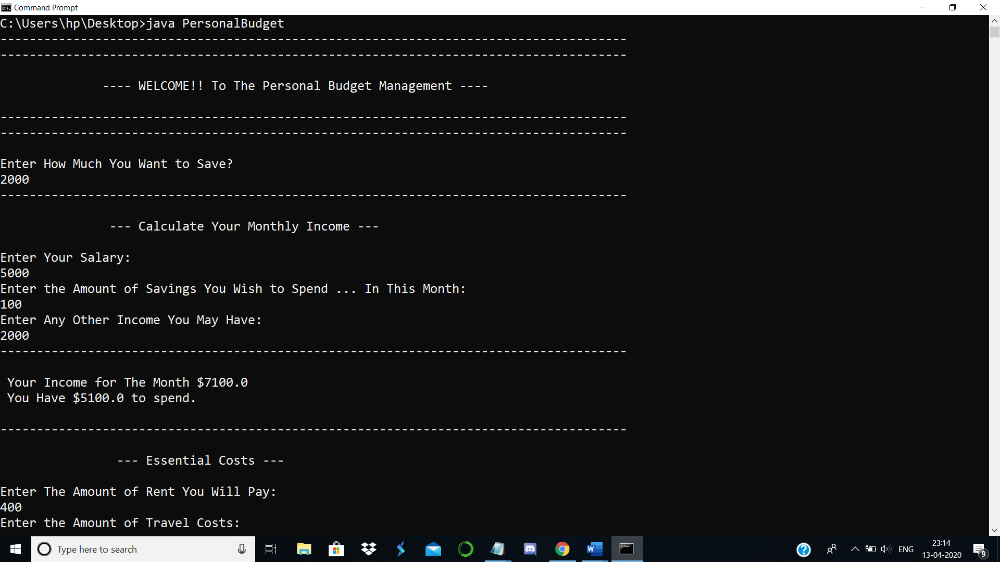 Command Prompt
C:\Users\hp\Desktop>java PersonalBudget
--------------------------------------------------------------------------------------
--------------------------------------------------------------------------------------
---- WELCOME!! To The Personal Budget Management ----
--------------------------------------------------------------------------------------
--------------------------------------------------------------------------------------
Enter How Much You Want to Save?
2000
--------------------------------------------------------------------------------------
--- Calculate Your Monthly Income ---
Enter Your Salary:
5000
Enter the Amount of Savings You Wish to Spend ... In This Month:
100
Enter Any Other Income You May Have:
2000
--------------------------------------------------------------------------------------
Your Income for The Month $7100.0
You Have $5100.0 to spend.
--------------------------------------------------------------------------------------
--- Essential Costs ---
Enter The Amount of Rent You Will Pay:
400
Enter the Amount of Travel Costs:
Type here to search
ENG
23:14
13-04-2020
9